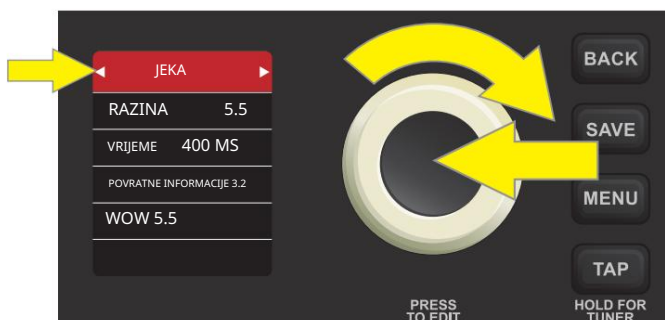 JEKA
RAZINA 5.5
VRIJEME 400 MS
POVRATNE INFORMACIJE 3.2
WOW 5.5
BACK
SAVE
MENU
TAP
PRESS
TO EDIT
HOLD FOR
TUNER